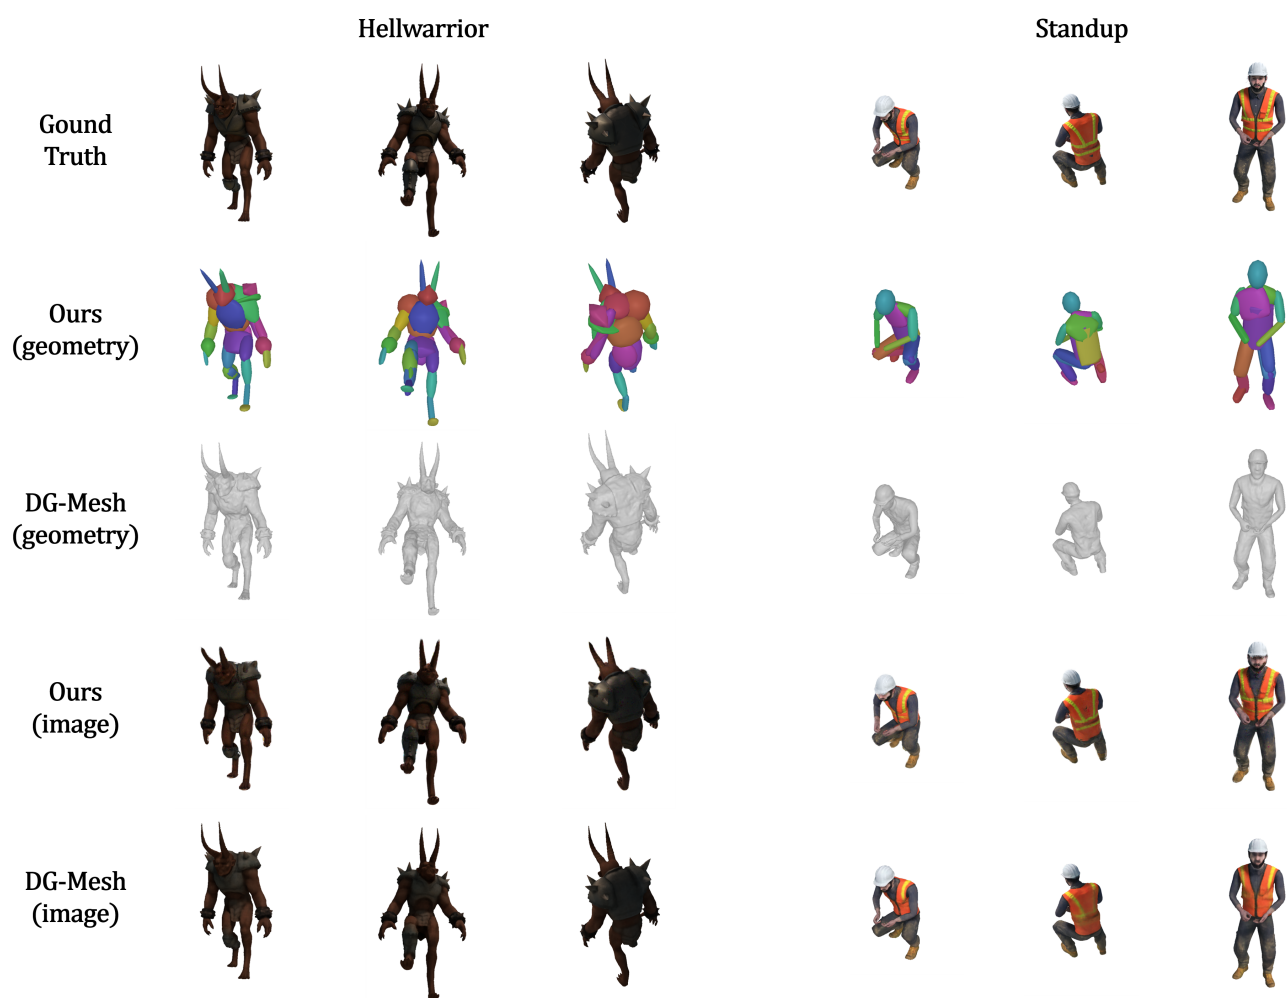 Hellwarrior
Standup
Gound
Truth
Ours
(geometry)
DG-Mesh
(geometry)
Ours
(image)
DG-Mesh
(image)